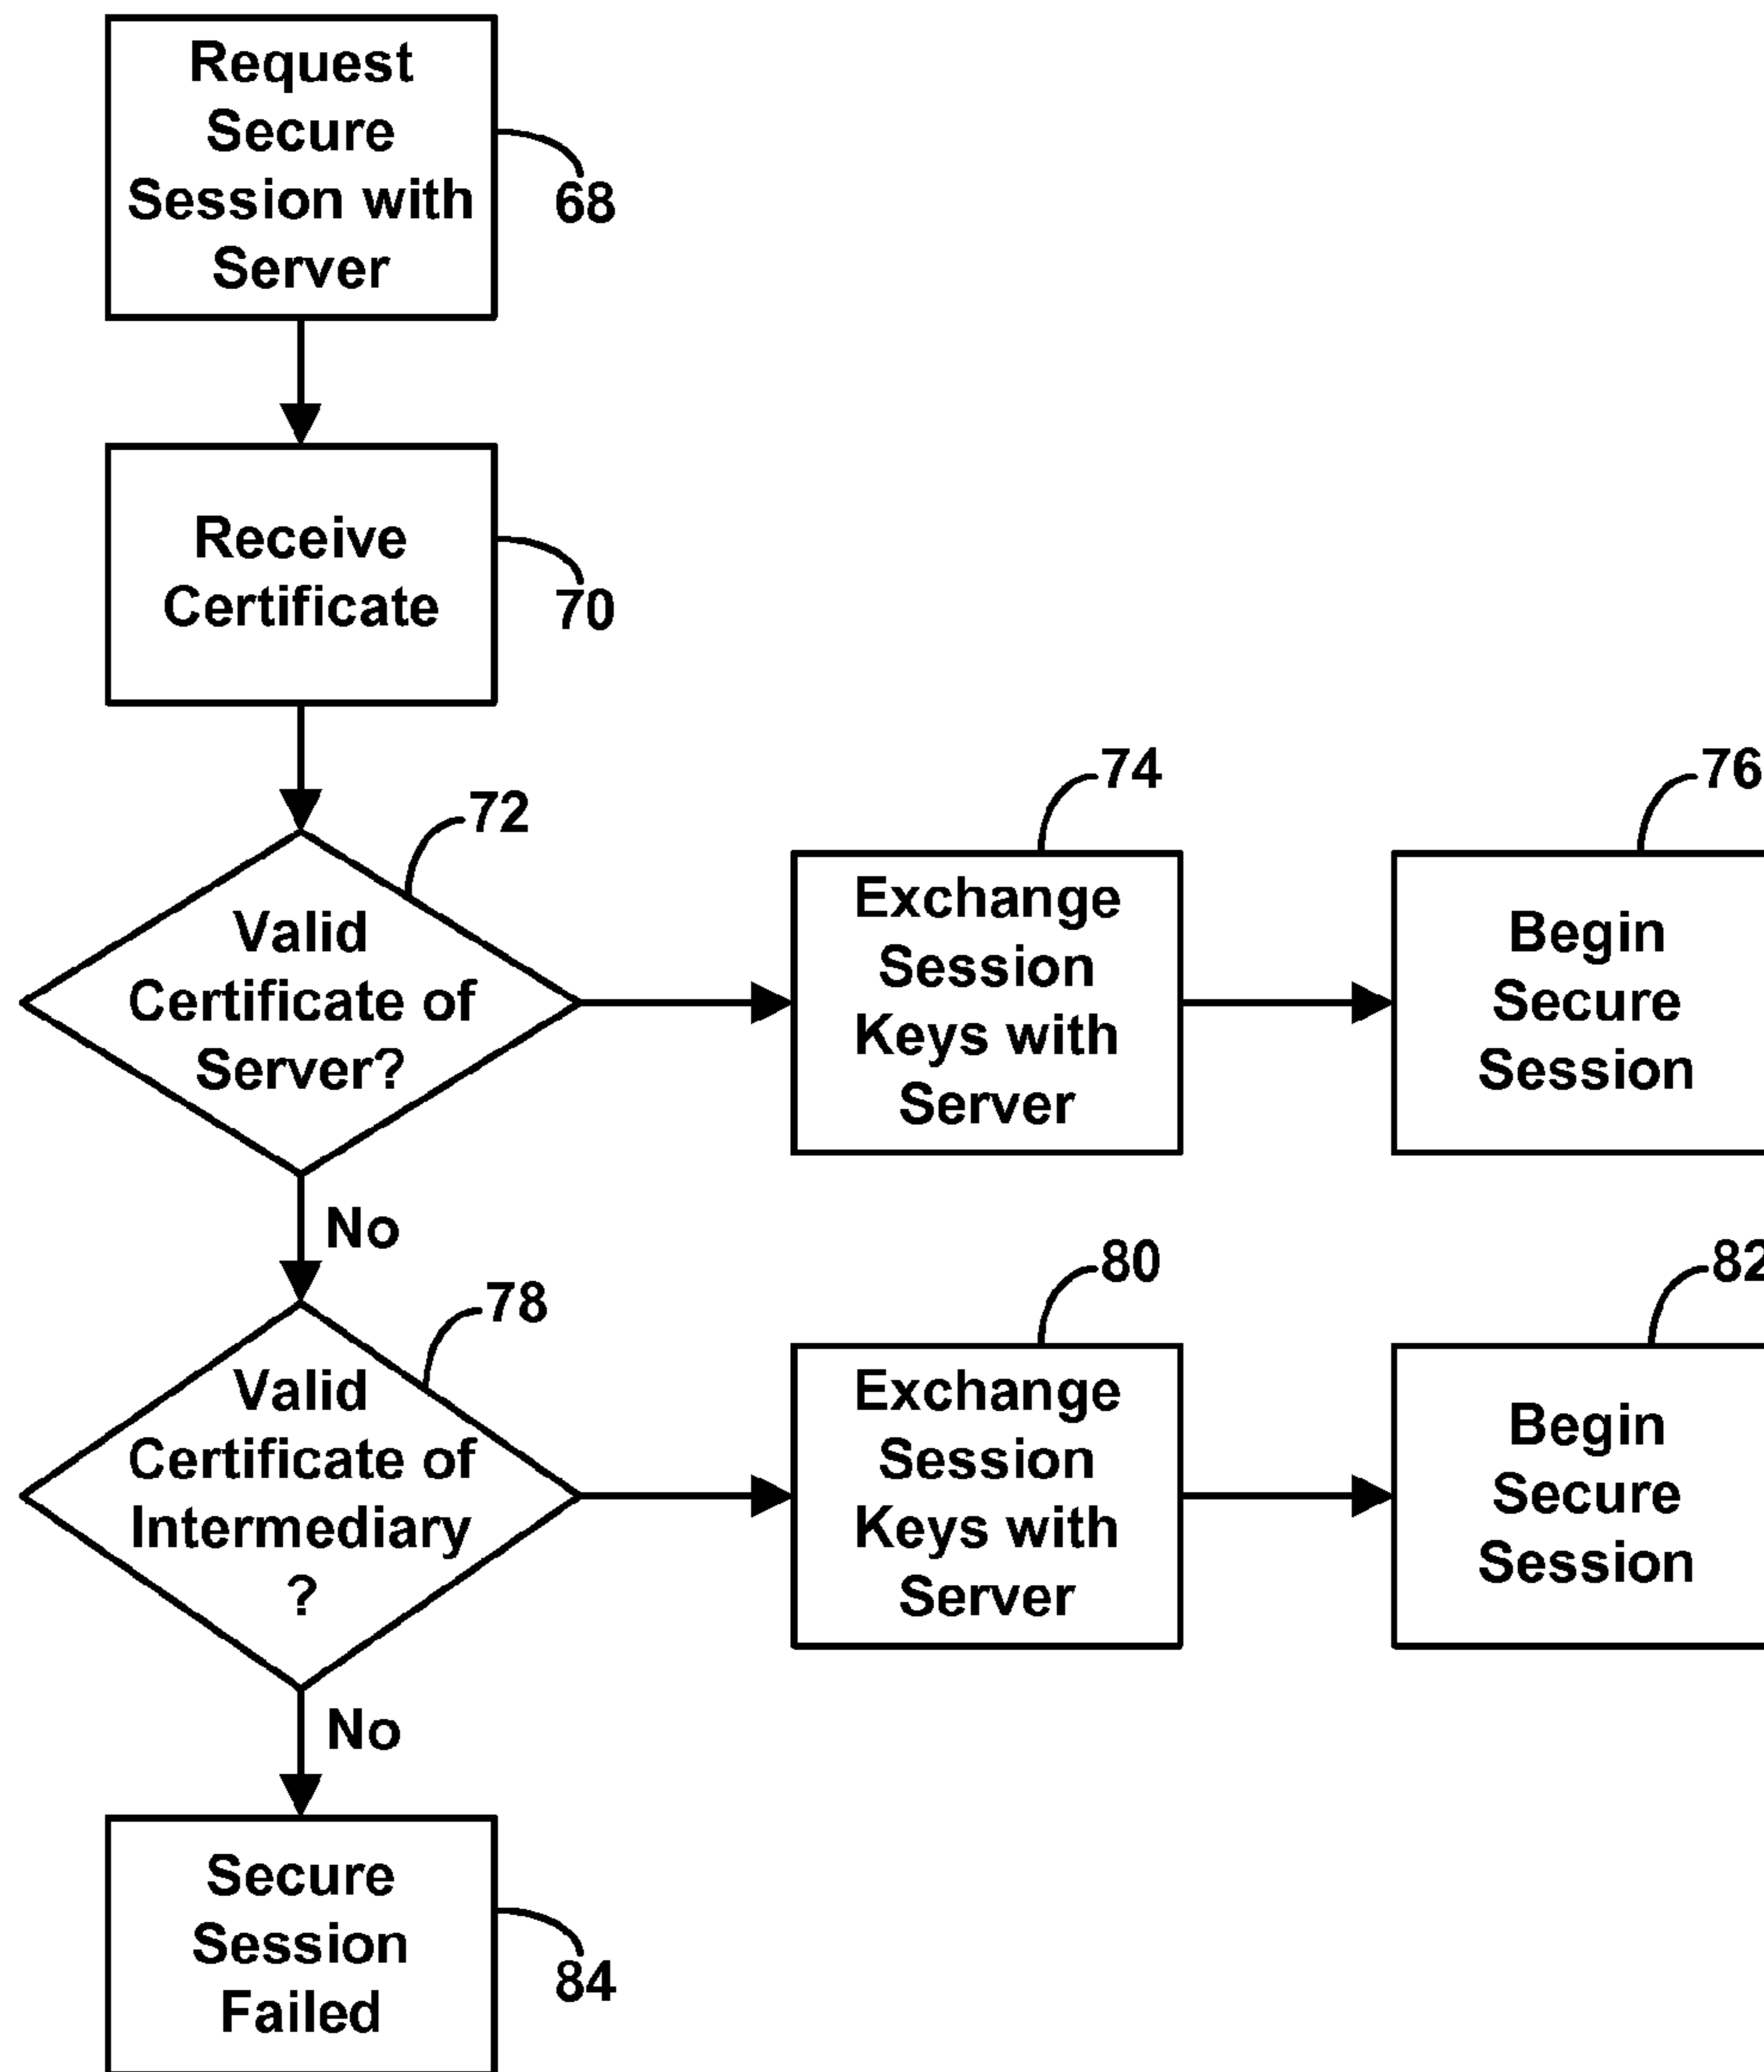 Request
Secure
Session with
Server
68
Receive
Certificate
70
72
Valid
Certificate of
Server?
74
Exchange
Session
Keys with
Server
76
Begin
Secure
Session
No
78
Valid
Certificate of
Intermediary
?
80
Exchange
Session
Keys with
Server
82
Begin
Secure
Session
No
Secure
Session
Failed
84